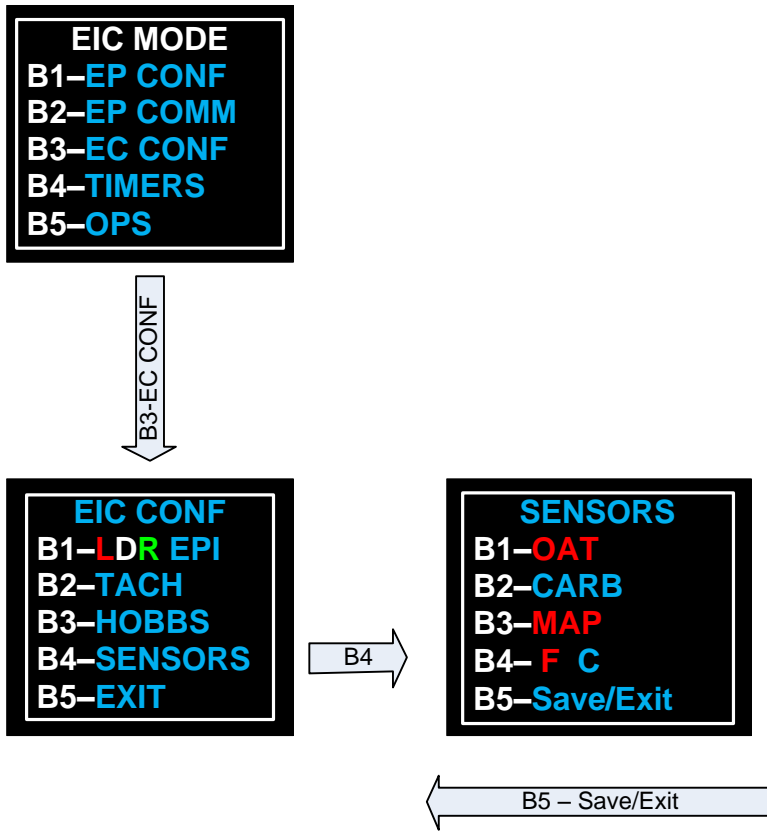 EIC MODE
B1–EP CONF
B2–EP COMM
B3–EC CONF
B4–TIMERS
B5–OPS
B3-EC CONF
EIC CONF
B1–LDR EPI
B2–TACH
B3–HOBBS
B4–SENSORS
B5–EXIT
B4
SENSORS
B1–OAT
B2–CARB
B3–MAP
B4– F C
B5–Save/Exit
B5 – Save/Exit